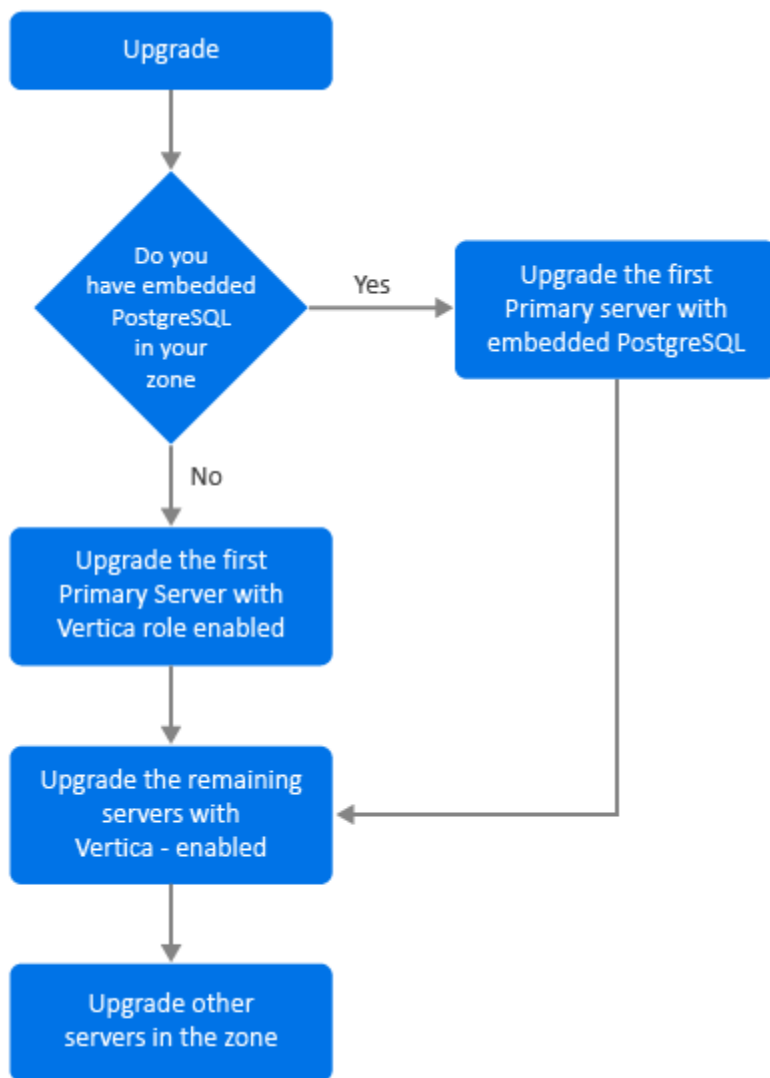 Upgrade
Do you
have embedded
PostgreSQL
in your
zone
Yes
Upgrade the first
Primary server with
embedded PostgreSQL
No
Upgrade the first
Primary Server with
Vertica role enabled
Upgrade the remaining
servers with
Vertica - enabled
Upgrade other
servers in the zone